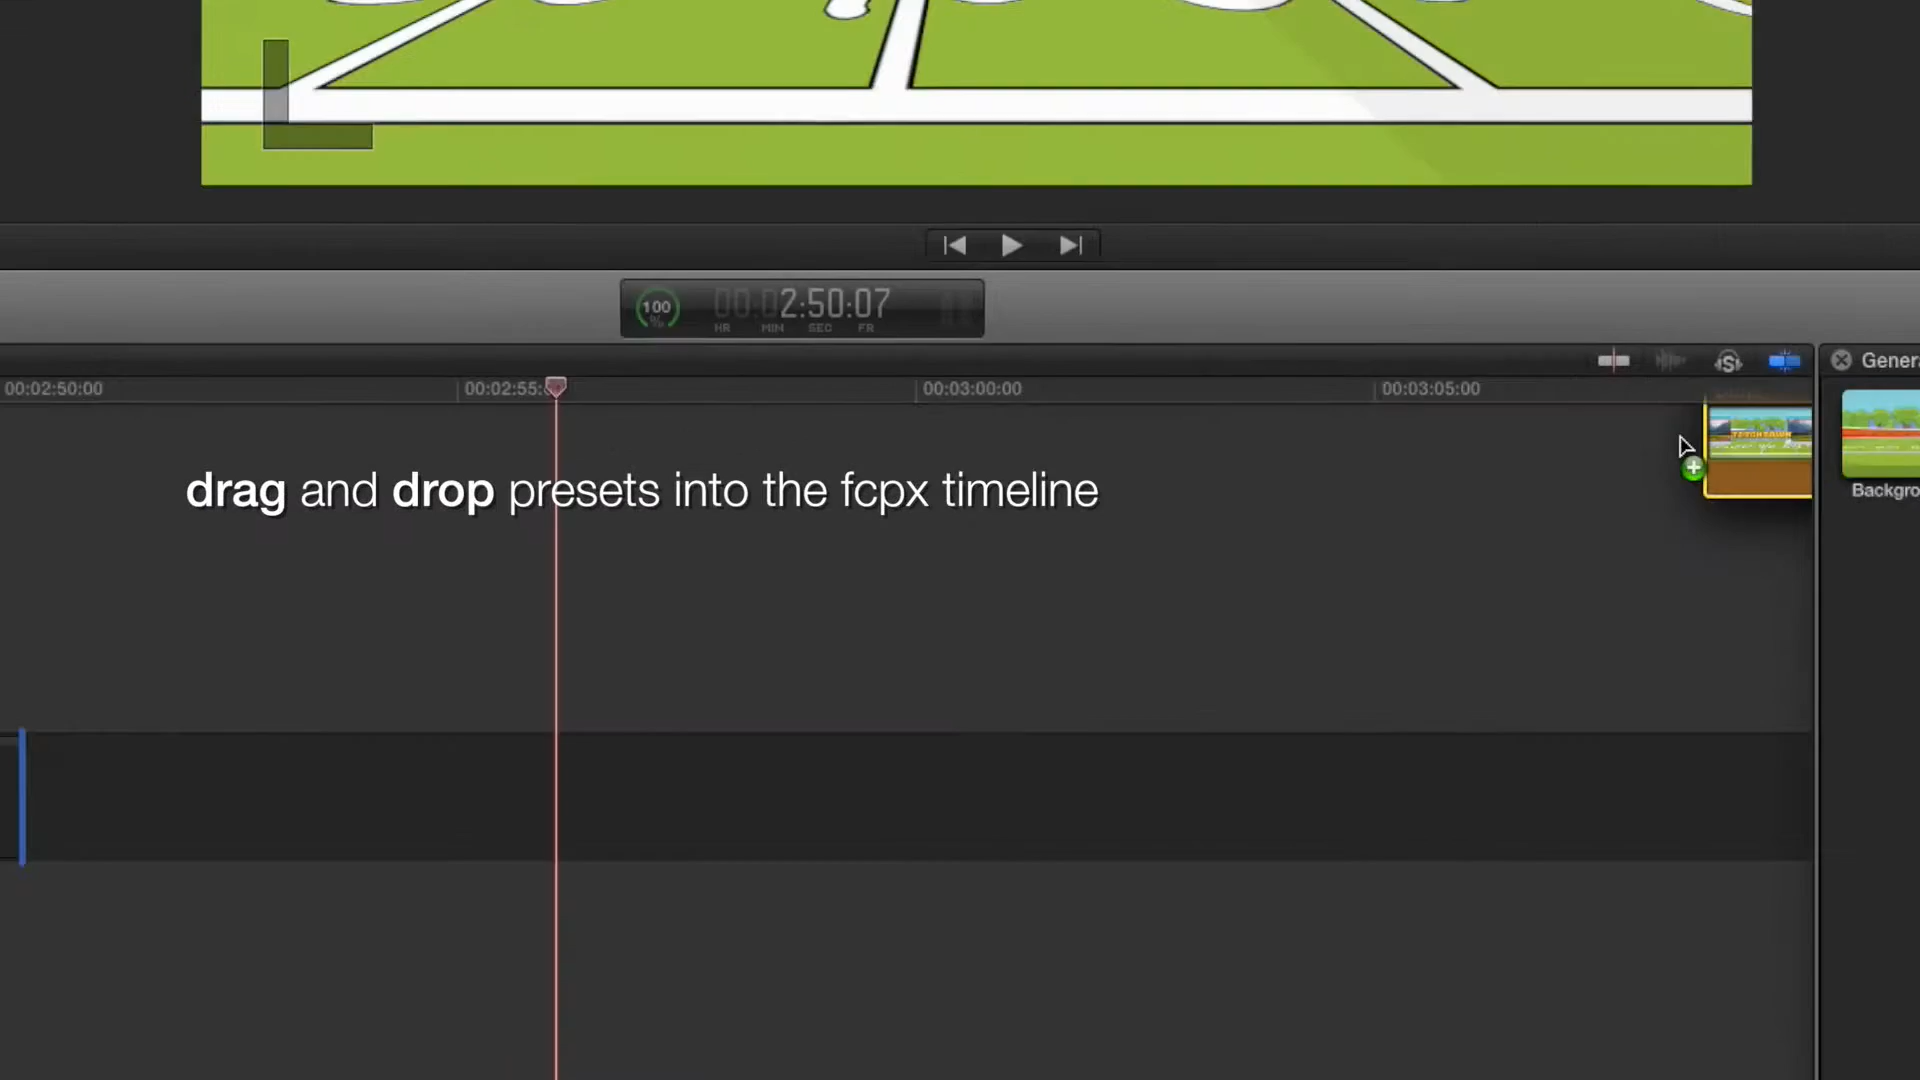 100
%
00:02:50:07
HR MIN SEC FR
00:02:50:00
00:02:55:
00:03:00:00
00:03:05:00
Genera
drag and drop presets into the fcpx timeline
Backgro